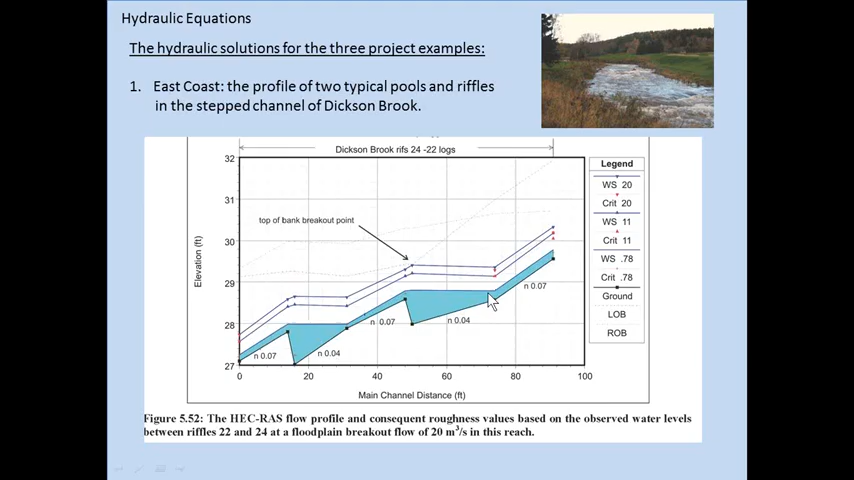 Hydraulic Equations
The hydraulic solutions for the three project examples:
1. East Coast: the profile of two typical pools and riffles
in the stepped channel of Dickson Brook.
Dickson Brook rifs 24 -22 logs
32
31
30
29
28
27
Elevation (ft)
top of bank breakout point
n 0.07
n 0.04
n 0.07
n 0.04
n 0.07
0
20
40
60
80
100
Main Channel Distance (ft)
Legend
WS 20
Crit 20
WS 11
Crit 11
WS .78
Crit .78
Ground
LOB
ROB
Figure 5.52: The HEC-RAS flow profile and consequent roughness values based on the observed water levels
between riffles 22 and 24 at a floodplain breakout flow of 20 m³/s in this reach.